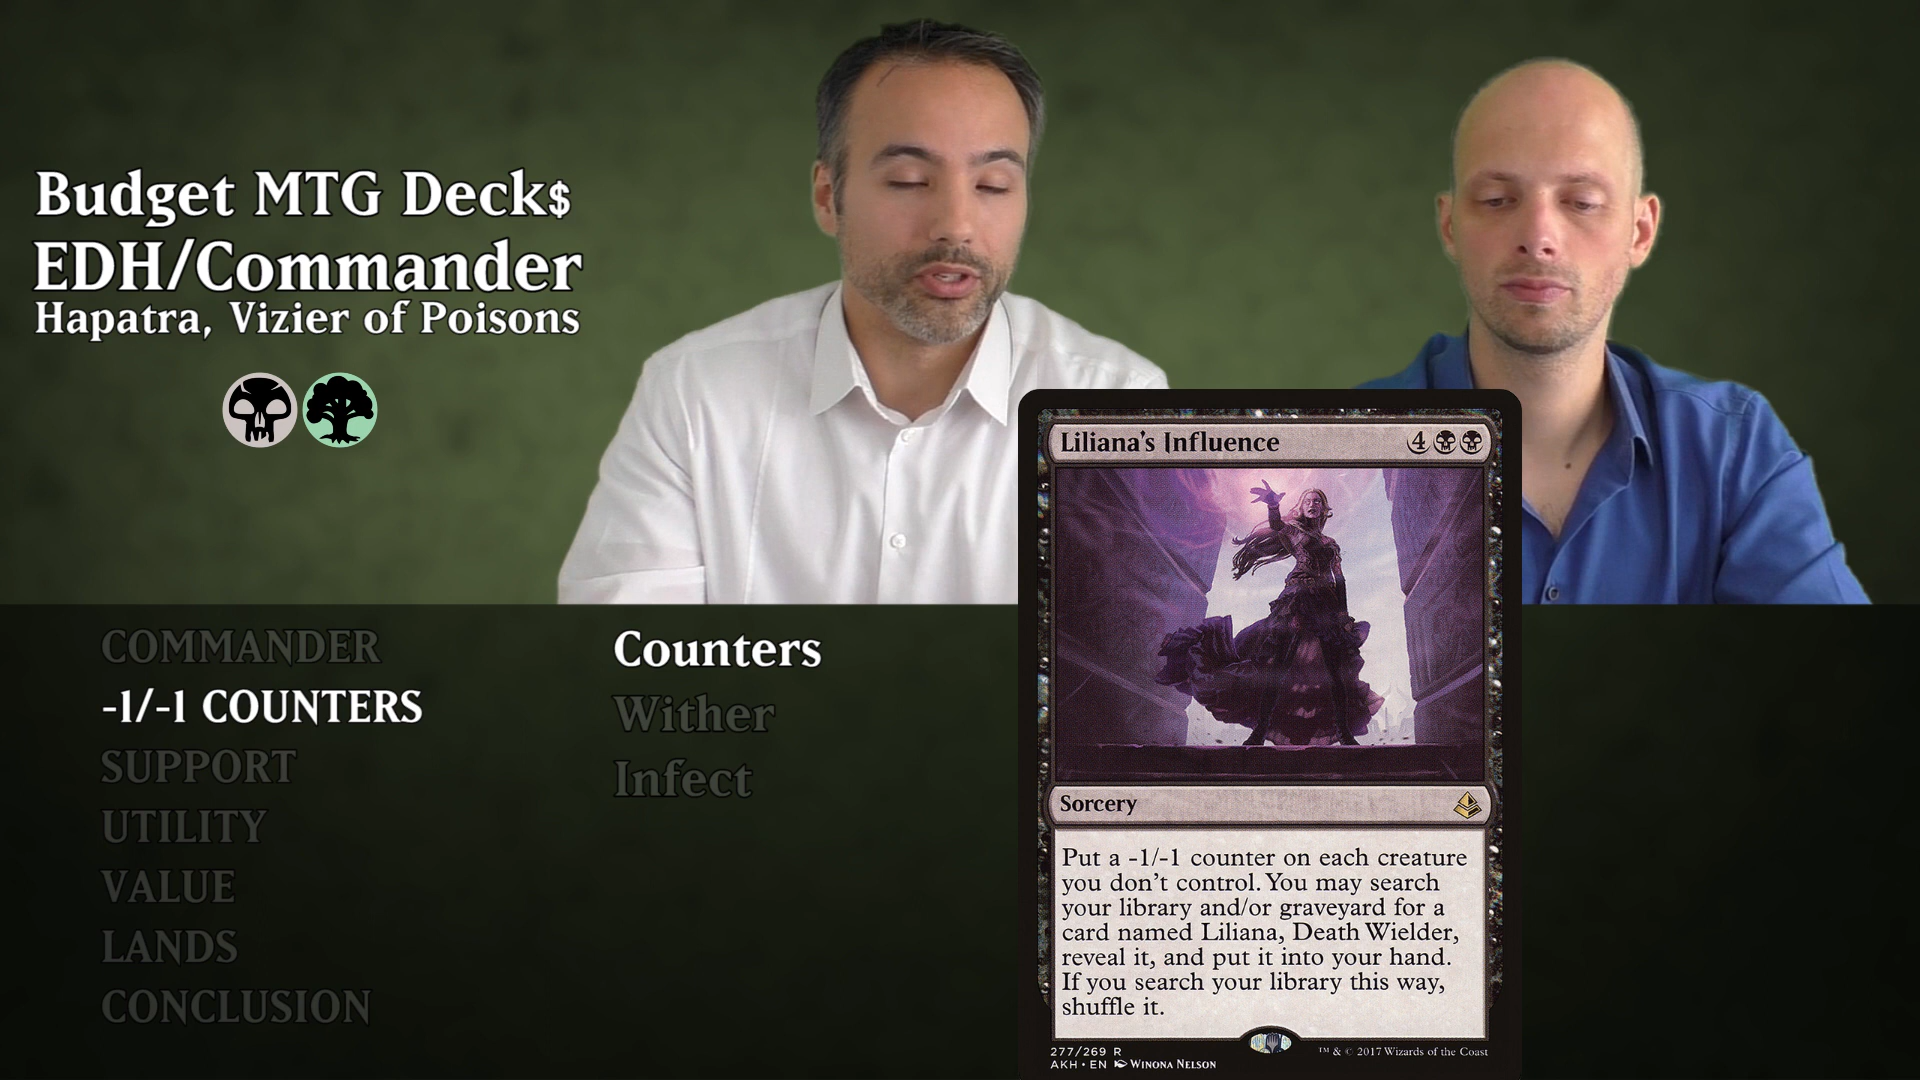 Budget MTG Deck$
EDH/Commander
Hapatra, Vizier of Poisons
COMMANDER
-1/-1 COUNTERS
SUPPORT
UTILITY
VALUE
LANDS
CONCLUSION
Counters
Wither
Infect
Liliana's Influence 4
Sorcery
Put a -1/-1 counter on each creature
you don't control. You may search
your library and/or graveyard for a
card named Liliana, Death Wielder,
reveal it, and put it into your hand.
If you search your library this way,
shuffle it.
277/269 R
AKH • EN Winona Nelson
™ & © 2017 Wizards of the Coast